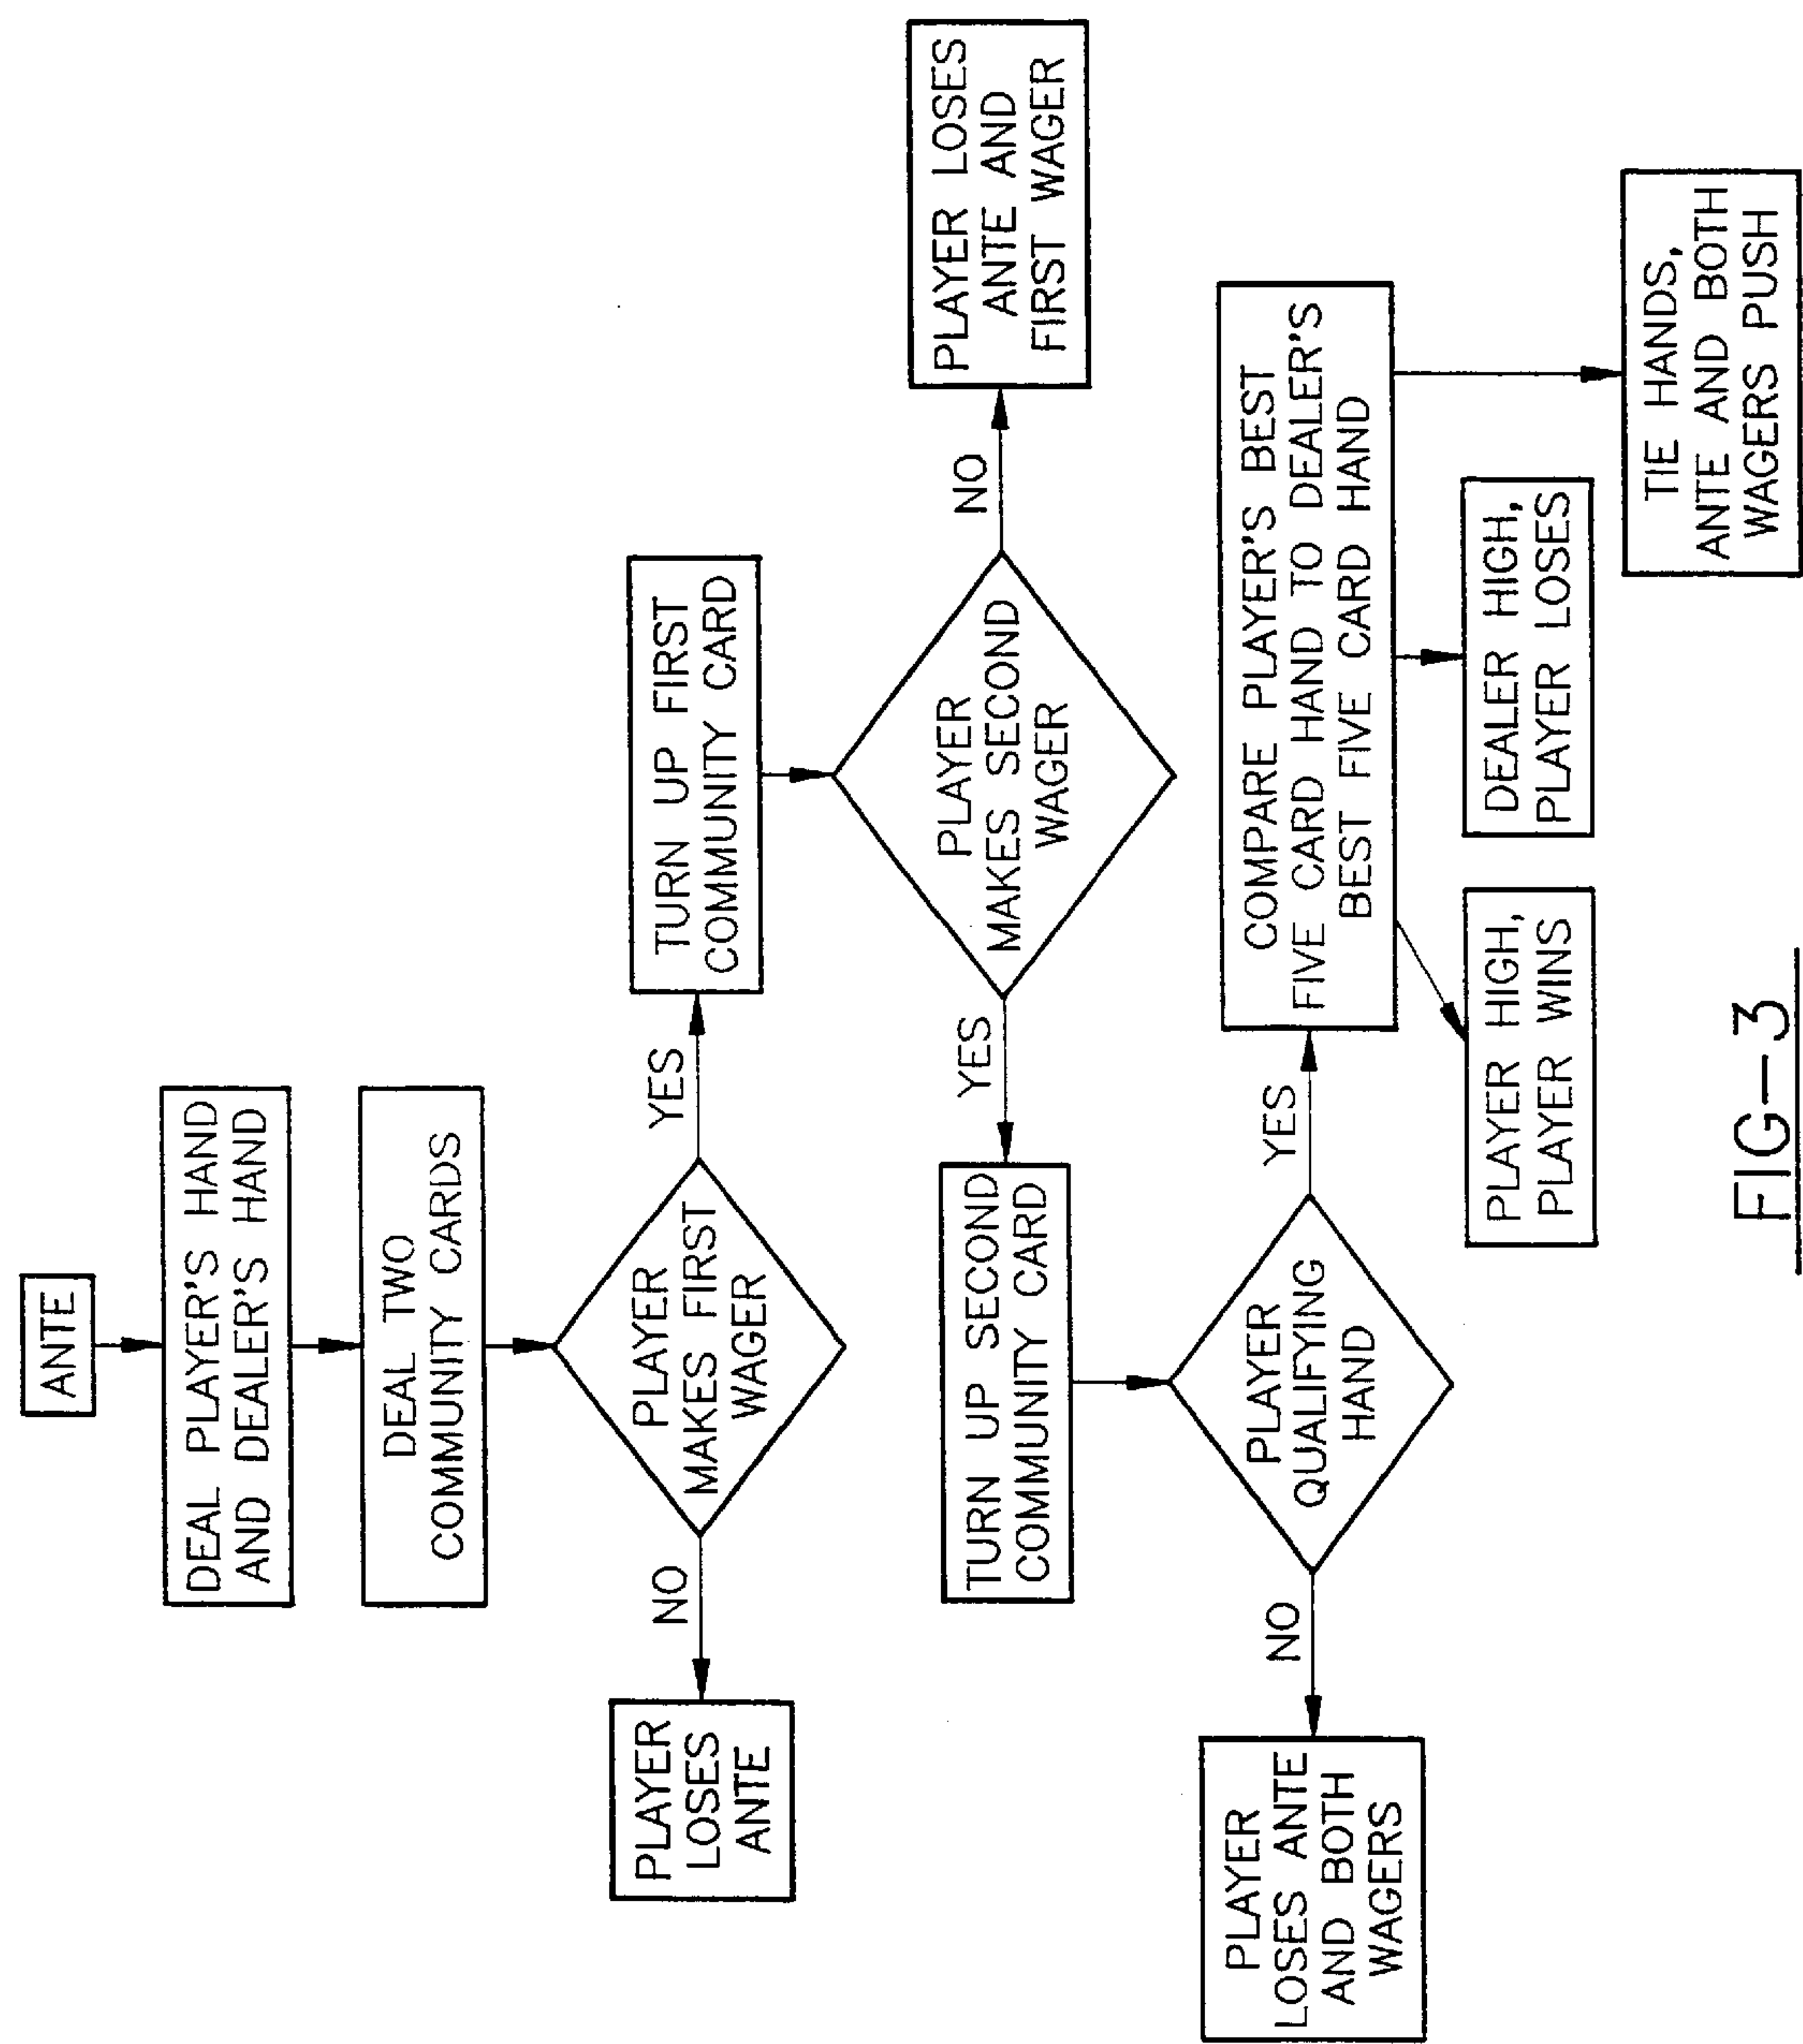 ANTE
DEAL PLAYER'S HAND
AND DEALER'S HAND
DEAL TWO
COMMUNITY CARDS
PLAYER
MAKES FIRST
WAGER
NO
YES
PLAYER
LOSES
ANTE
TURN UP FIRST
COMMUNITY CARD
PLAYER
MAKES SECOND
WAGER
YES
NO
PLAYER LOSES
ANTE AND
FIRST WAGER
TURN UP SECOND
COMMUNITY CARD
PLAYER
QUALIFYING
HAND
NO
YES
PLAYER
LOSES ANTE
AND BOTH
WAGERS
COMPARE PLAYER'S BEST
FIVE CARD HAND TO DEALER'S
BEST FIVE CARD HAND
PLAYER HIGH,
PLAYER WINS
DEALER HIGH,
PLAYER LOSES
TIE HANDS,
ANTE AND BOTH
WAGERS PUSH
FIG-3